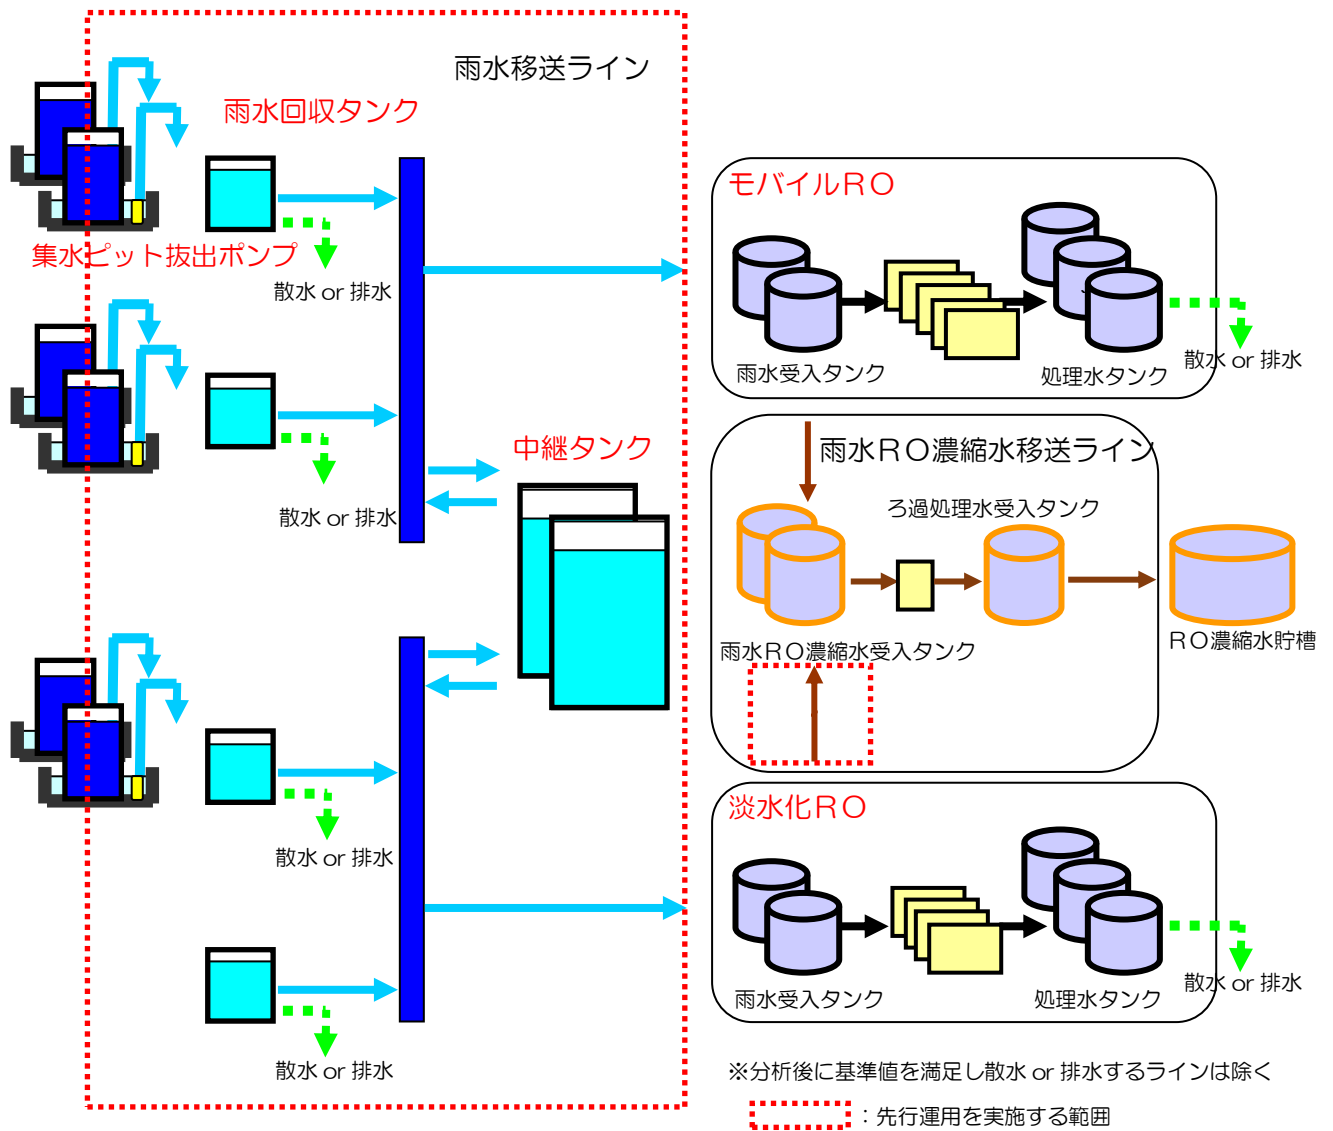 雨水移送ライン
雨水回収タンク
集水ピット抜出ポンプ
散水 or 排水
散水 or 排水
中継タンク
散水 or 排水
散水 or 排水
モバイルRO
雨水受入タンク
処理水タンク
散水 or 排水
雨水RO濃縮水移送ライン
ろ過処理水受入タンク
雨水RO濃縮水受入タンク
RO濃縮水貯槽
淡水化RO
雨水受入タンク
処理水タンク
散水 or 排水
※分析後に基準値を満足し散水 or 排水するラインは除く
：先行運用を実施する範囲